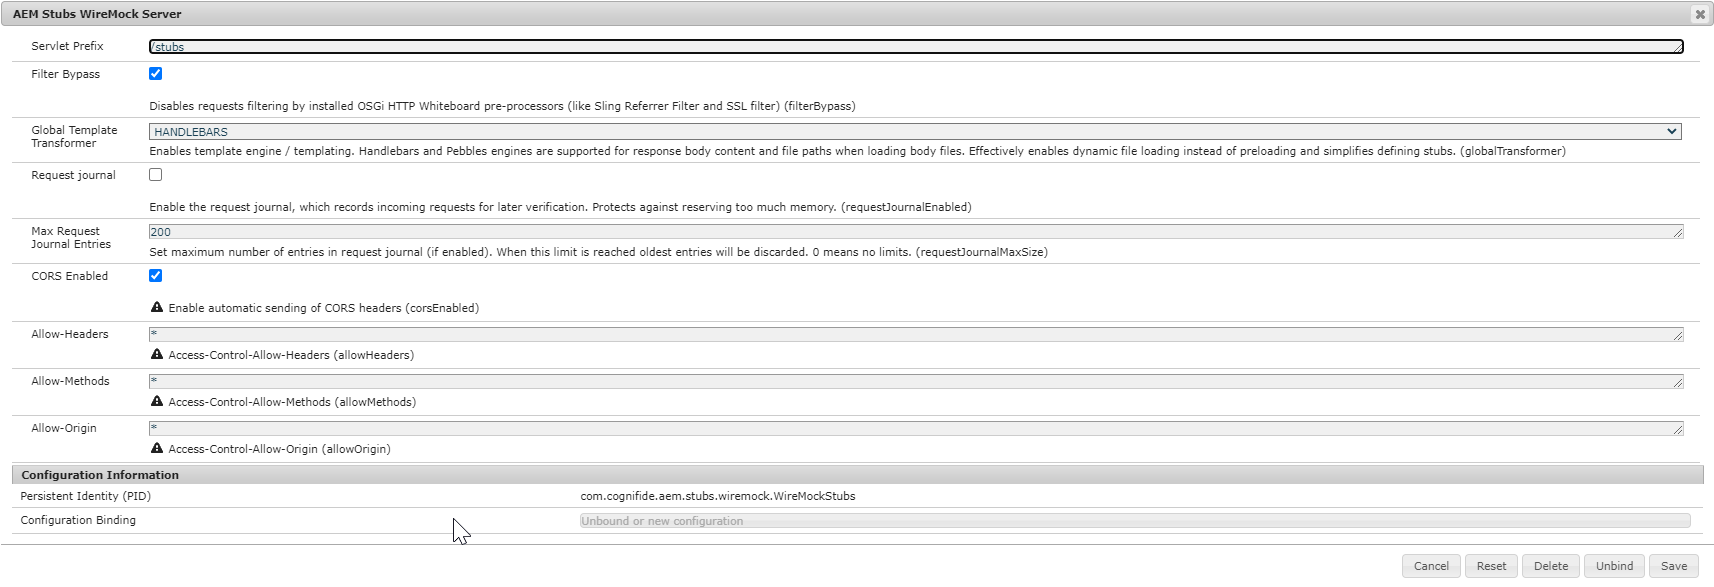 AEM Stubs WireMock Server
Servlet Prefix
/stubs
Filter Bypass
Disables requests filtering by installed OSGi HTTP Whiteboard pre-processors (like Sling Referrer Filter and SSL filter) (filterBypass)
Global Template
Transformer
HANDLEBARS
Enables template engine / templating. Handlebars and Pebbles engines are supported for response body content and file paths when loading body files. Effectively enables dynamic file loading instead of preloading and simplifies defining stubs. (globalTransformer)
Request journal
Enable the request journal, which records incoming requests for later verification. Protects against reserving too much memory. (requestJournalEnabled)
Max Request
Journal Entries
200
Set maximum number of entries in request journal (if enabled). When this limit is reached oldest entries will be discarded. 0 means no limits. (requestJournalMaxSize)
CORS Enabled
Enable automatic sending of CORS headers (corsEnabled)
Allow-Headers
*
Access-Control-Allow-Headers (allowHeaders)
Allow-Methods
*
Access-Control-Allow-Methods (allowMethods)
Allow-Origin
*
Access-Control-Allow-Origin (allowOrigin)
Configuration Information
Persistent Identity (PID) com.cognifide.aem.stubs.wiremock.WireMockStubs
Configuration Binding Unbound or new configuration
Cancel Reset Delete Unbind Save